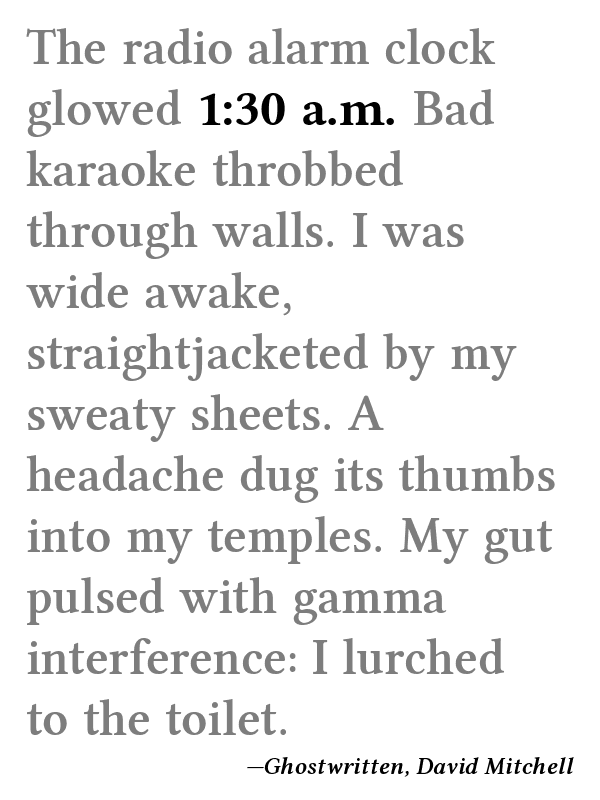 The radio alarm clock
glowed 1:30 a.m. Bad
karaoke throbbed
through walls. I was
wide awake,
straightjacketed by my
sweaty sheets. A
headache dug its thumbs
into my temples. My gut
pulsed with gamma
interference: I lurched
to the toilet.
—Ghostwritten, David Mitchell